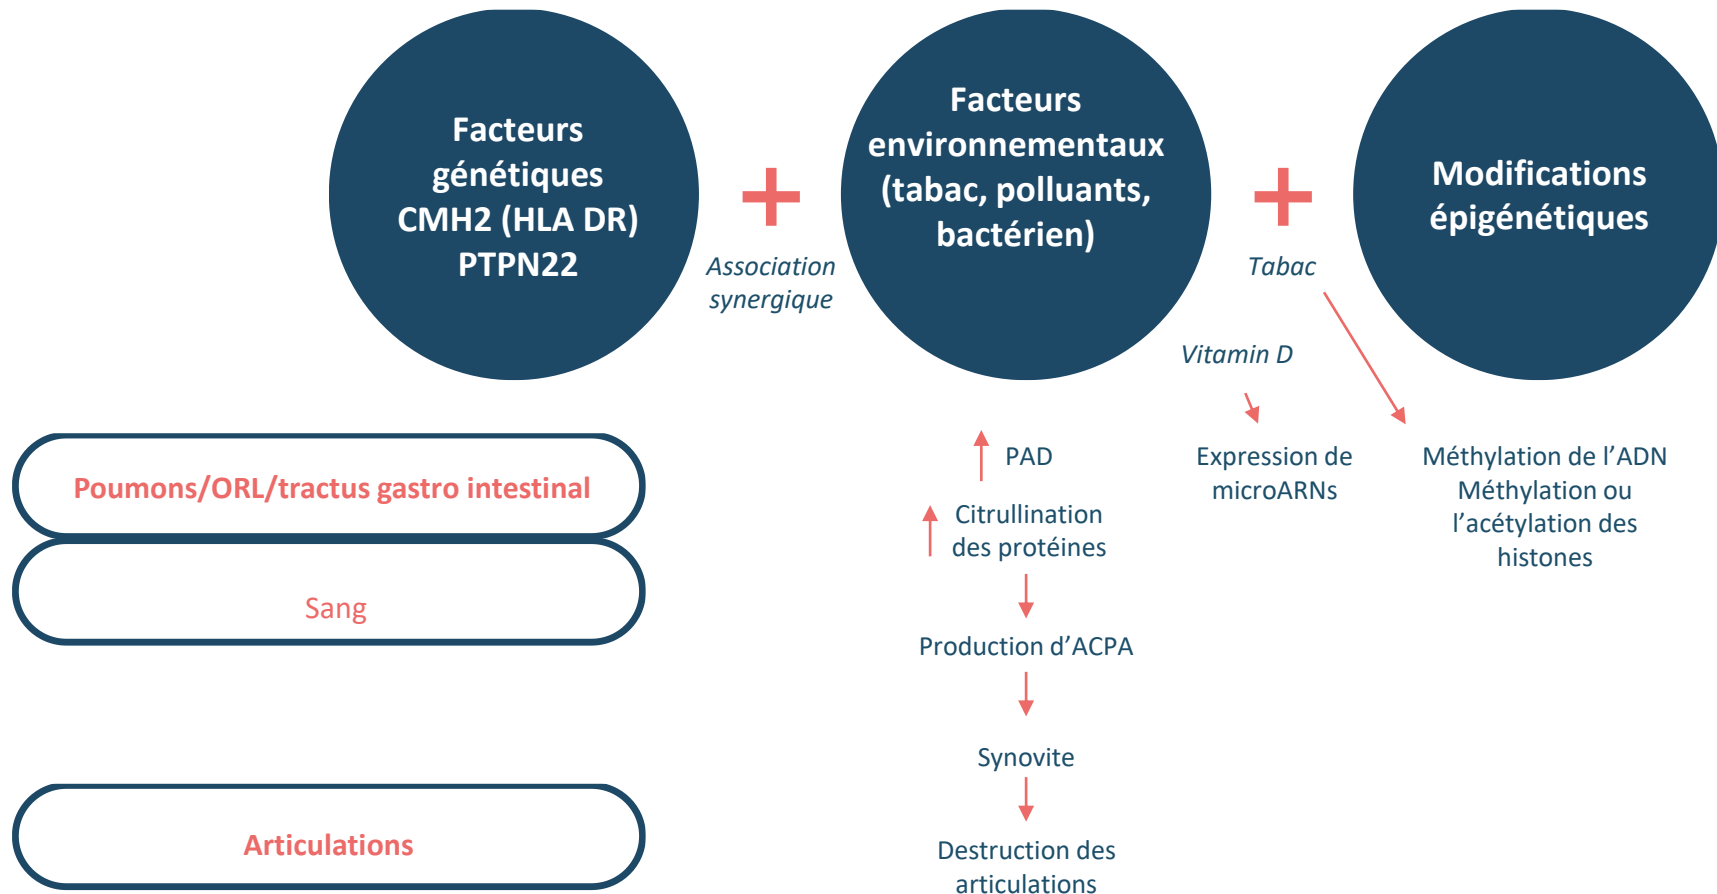 Facteurs
génétiques
CMH2 (HLA DR)
PTPN22
Association
synergique
Facteurs
environnementaux
(tabac, polluants,
bactérien)
Tabac
Vitamin D
Modifications
épigénétiques
Poumons/ORL/tractus gastro intestinal
Sang
Articulations
PAD
Citrullination
des protéines
Production d’ACPA
Synovite
Destruction des
articulations
Expression de
microARNs
Méthylation de l’ADN
Méthylation ou
l’acétylation des
histones